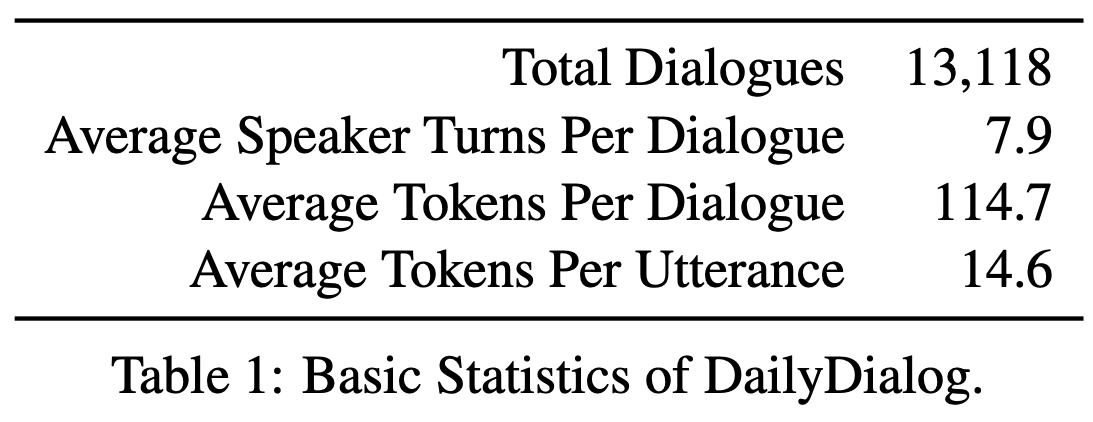 Total Dialogues 13,118
Average Speaker Turns Per Dialogue 7.9
Average Tokens Per Dialogue 114.7
Average Tokens Per Utterance 14.6
Table 1: Basic Statistics of DailyDialog.